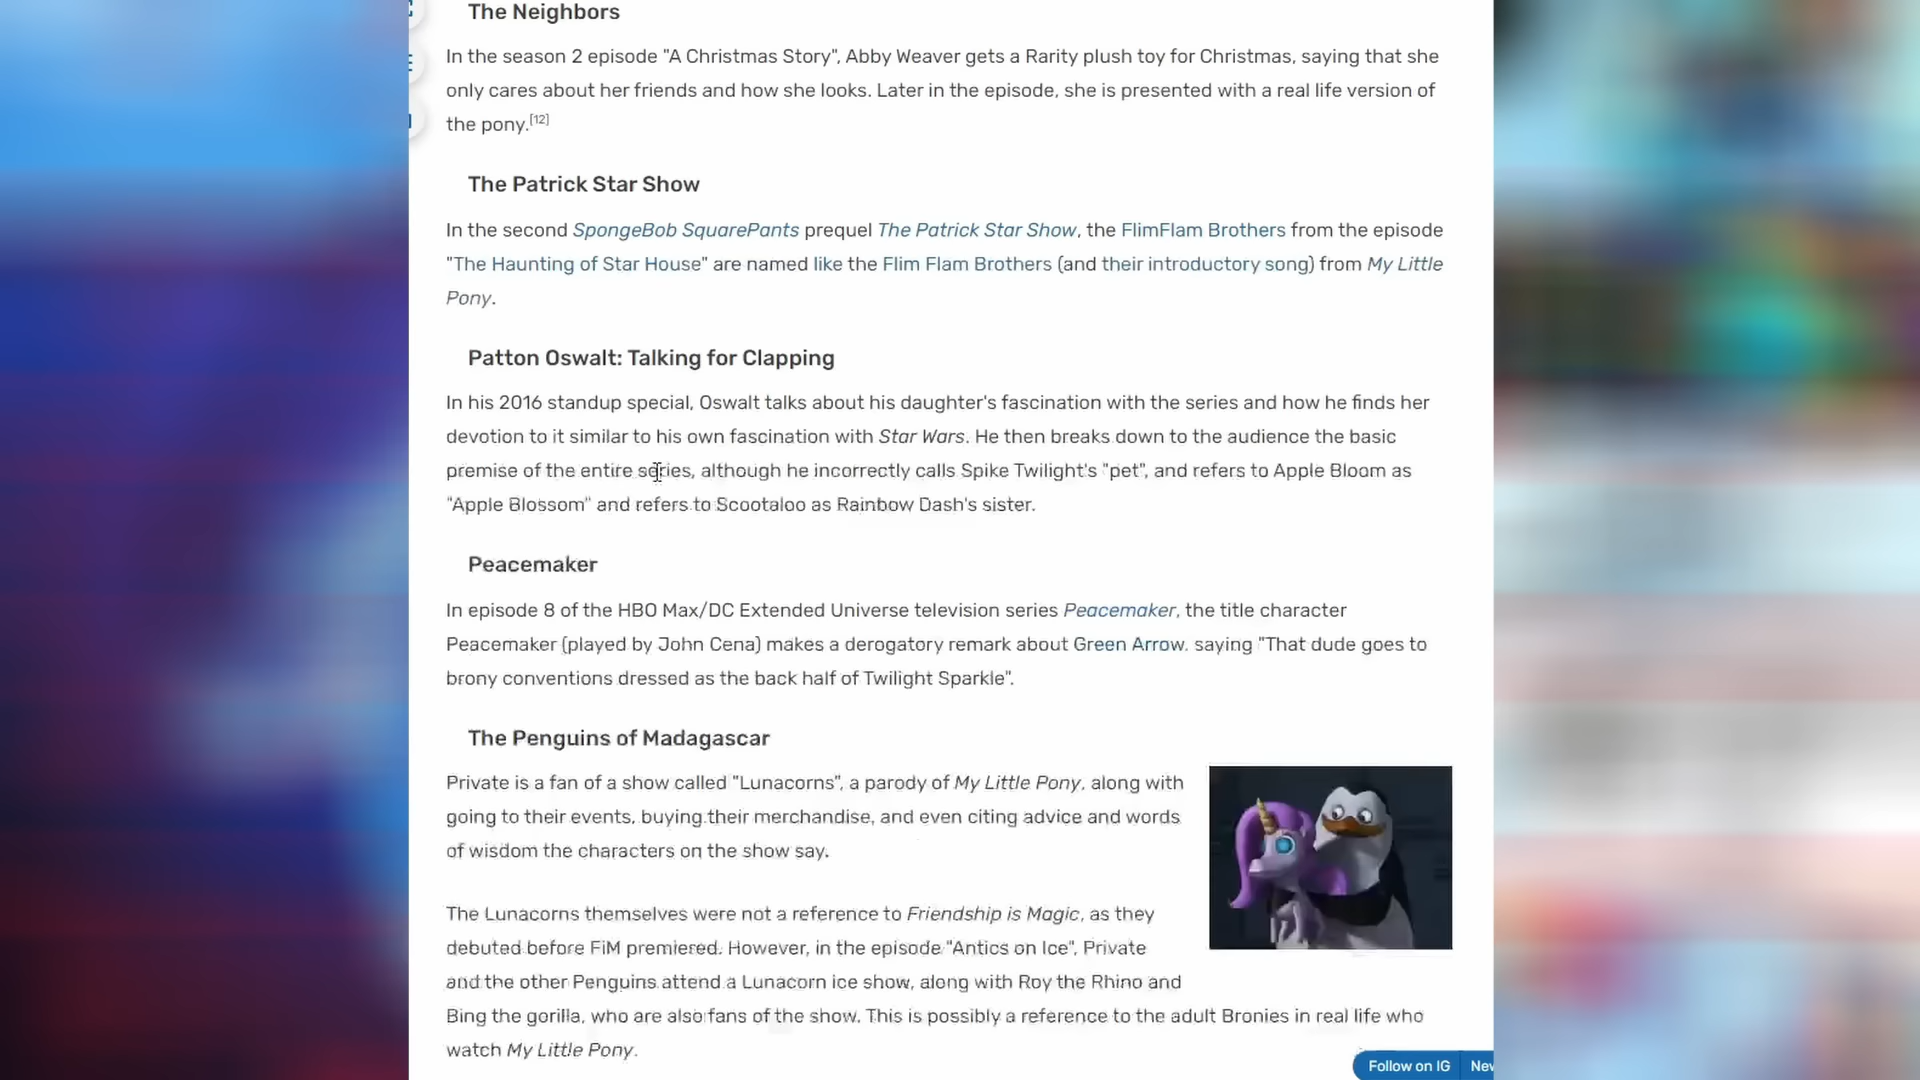 The Neighbors
In the season 2 episode "A Christmas Story", Abby Weaver gets a Rarity plush toy for Christmas, saying that she
only cares about her friends and how she looks. Later in the episode, she is presented with a real life version of
the pony.[12]
The Patrick Star Show
In the second SpongeBob SquarePants prequel The Patrick Star Show, the FlimFlam Brothers from the episode
"The Haunting of Star House" are named like the Flim Flam Brothers (and their introductory song) from My Little
Pony.
Patton Oswalt: Talking for Clapping
In his 2016 standup special, Oswalt talks about his daughter's fascination with the series and how he finds her
devotion to it similar to his own fascination with Star Wars. He then breaks down to the audience the basic
premise of the entire series, although he incorrectly calls Spike Twilight's "pet", and refers to Apple Bloom as
"Apple Blossom" and refers to Scootaloo as Rainbow Dash's sister.
Peacemaker
In episode 8 of the HBO Max/DC Extended Universe television series Peacemaker, the title character
Peacemaker (played by John Cena) makes a derogatory remark about Green Arrow. saying "That dude goes to
brony conventions dressed as the back half of Twilight Sparkle".
The Penguins of Madagascar
Private is a fan of a show called "Lunacorns", a parody of My Little Pony, along with
going to their events, buying their merchandise, and even citing advice and words
of wisdom the characters on the show say.
The Lunacorns themselves were not a reference to Friendship is Magic, as they
debuted before FiM premiered. However, in the episode "Antics on Ice", Private
and the other Penguins attend a Lunacorn ice show, along with Roy the Rhino and
Bing the gorilla, who are also fans of the show. This is possibly a reference to the adult Bronies in real life who
watch My Little Pony.
Follow on IG